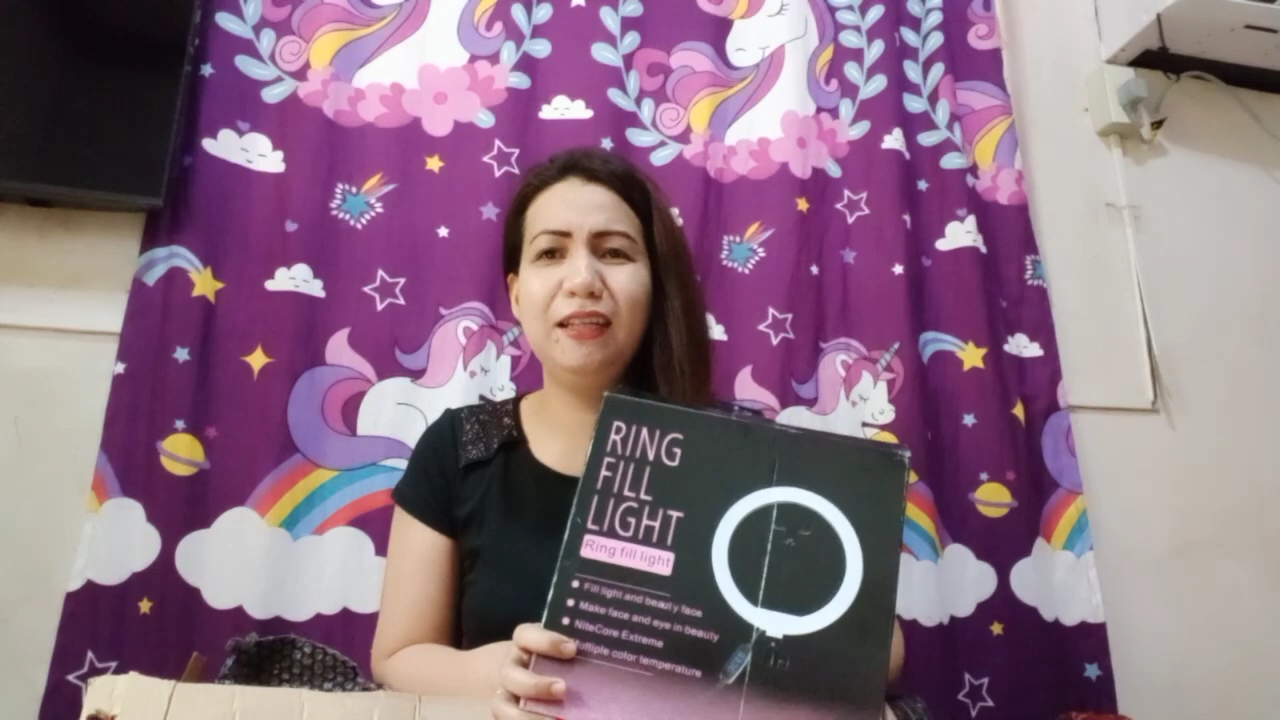 RING
FILL
LIGHT
Ring fill light
Fill light and beauty face
Make face and eye in beauty
NiteCore Extreme
Multiple color temperature